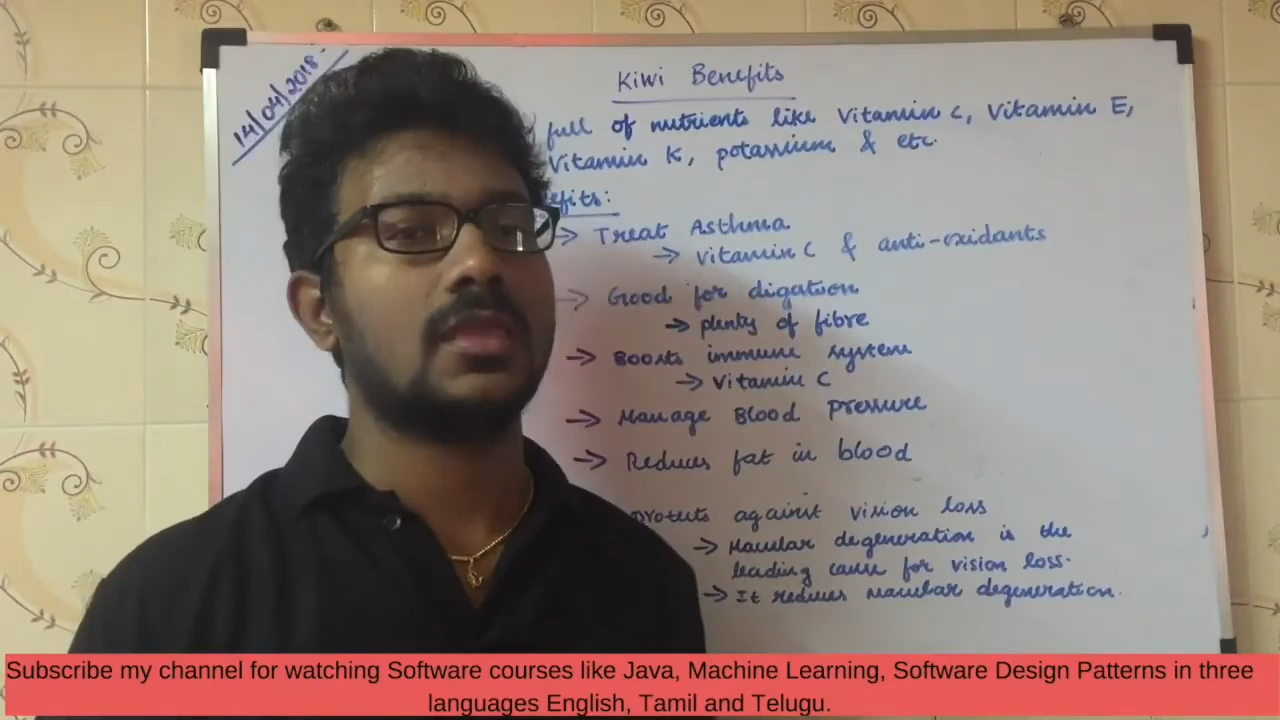 14/04/2018
Kiwi Benefits
full of nutrients like Vitamin C, Vitamin E,
Vitamin K, potassium & etc.
efits:
→ Treat Asthma
→ Vitamin C & anti-oxidants
→ Good for digation
→ plenty of fibre
→ Boosts immune system
→ Vitamin C
→ Manage Blood Pressure
→ Reduces fat in blood
protects against vision loss
→ Macular degeneration is the
leading cause for vision loss.
→ It reduces macular degeneration.
Subscribe my channel for watching Software courses like Java, Machine Learning, Software Design Patterns in three
languages English, Tamil and Telugu.